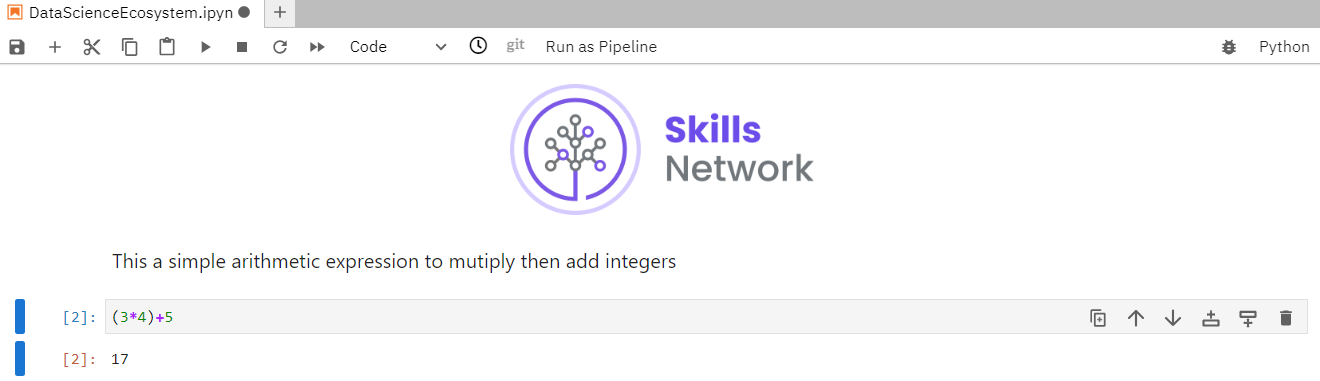 DataScienceEcosystem.ipyn
Code git Run as Pipeline Python
Skills
Network
This a simple arithmetic expression to mutiply then add integers
[2]: (3*4)+5
[2]: 17